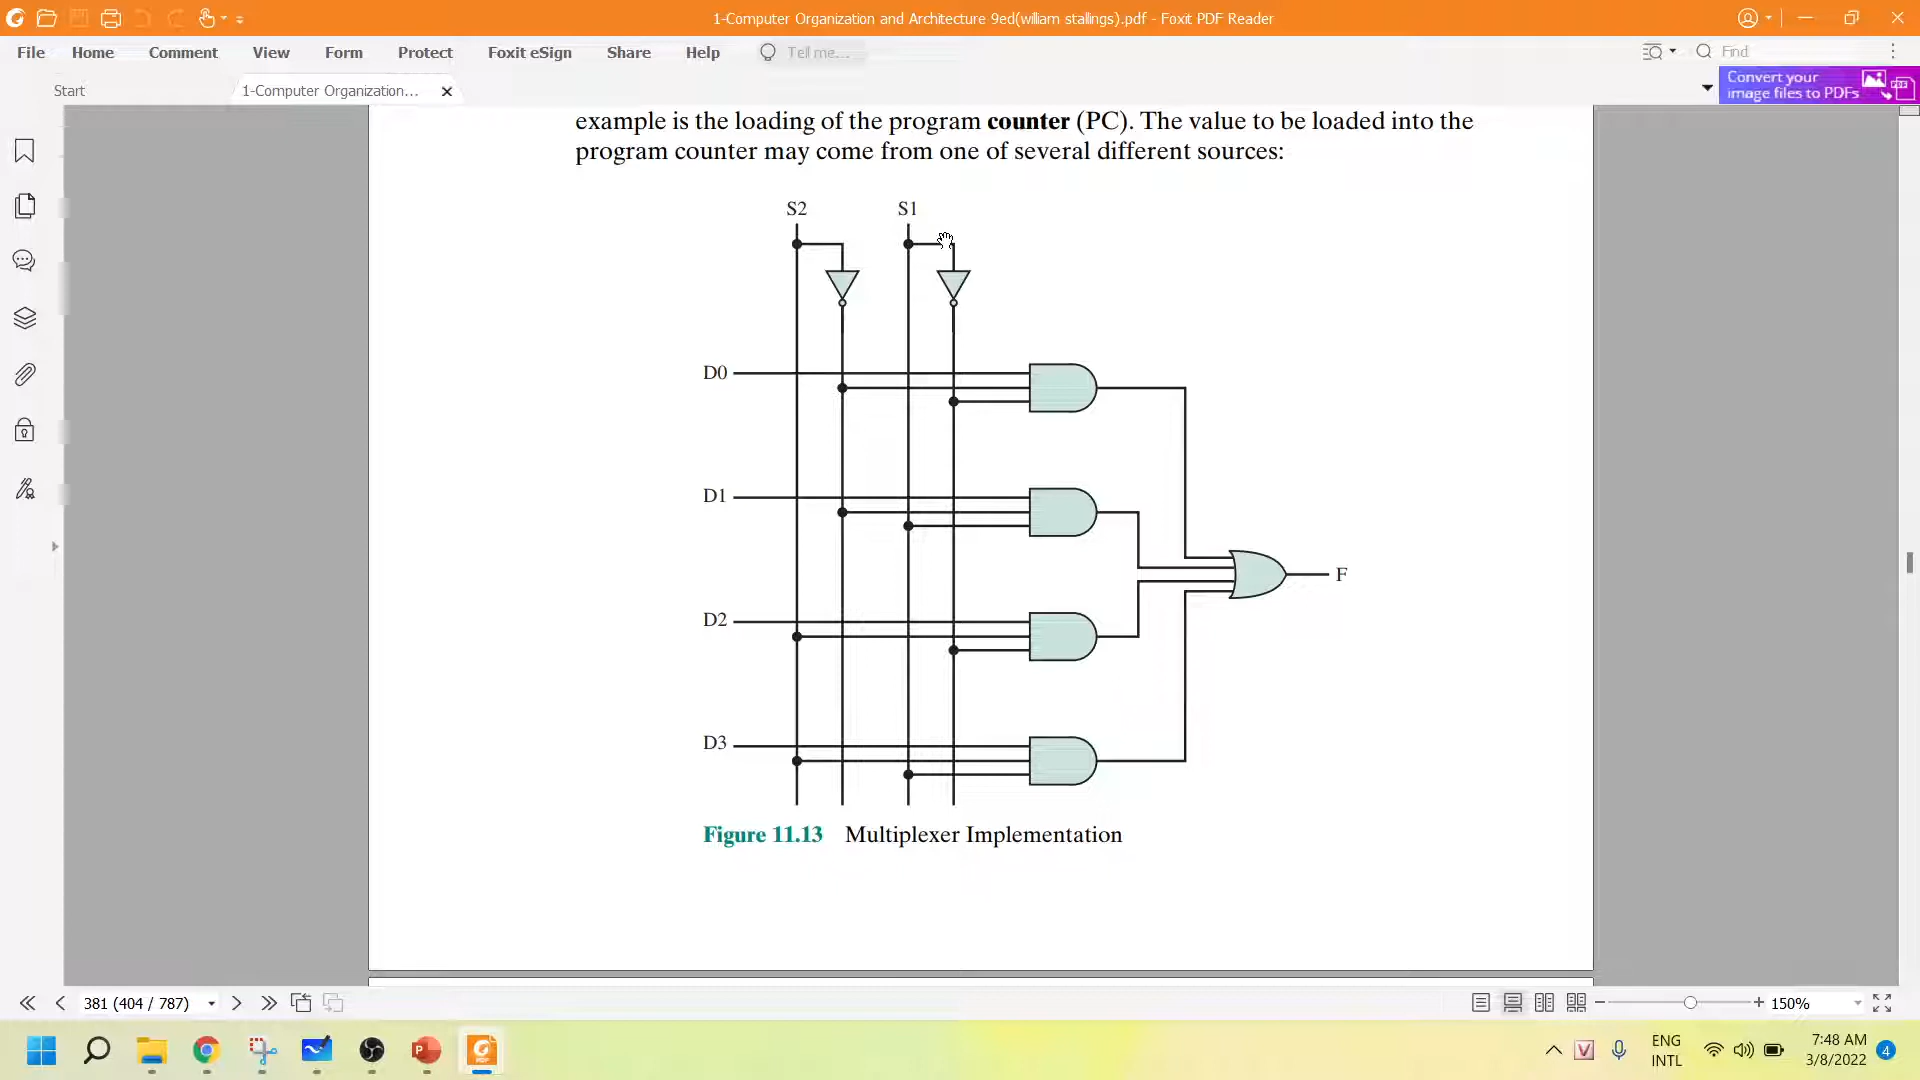 1-Computer Organization and Architecture 9ed(william stallings).pdf - Foxit PDF Reader
File Home Comment View Form Protect Foxit eSign Share Help Tell me... Find
Start 1-Computer Organization...
Convert your
image files to PDFs
example is the loading of the program counter (PC). The value to be loaded into the
program counter may come from one of several different sources:
S2 S1
D0
D1
F
D2
D3
Figure 11.13 Multiplexer Implementation
381 (404 / 787) 150%
ENG 7:48 AM
INTL 3/8/2022 4